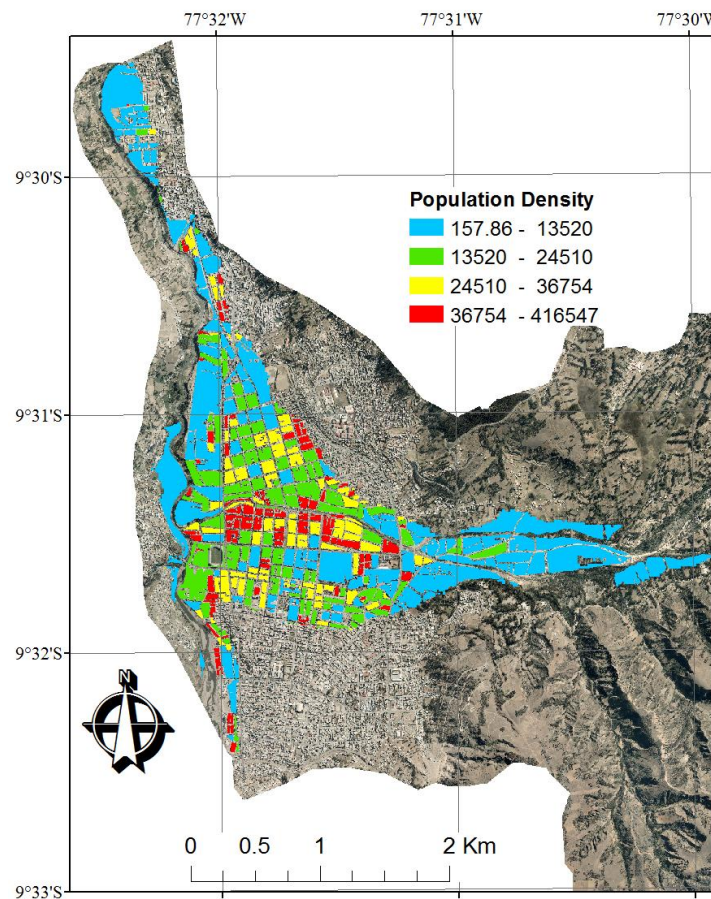 77°32'W 77°31'W 77°30'W
9°30'S
Population Density
157.86 - 13520
13520 - 24510
24510 - 36754
36754 - 416547
9°31'S
9°32'S
N
0 0.5 1 2 Km
9°33'S